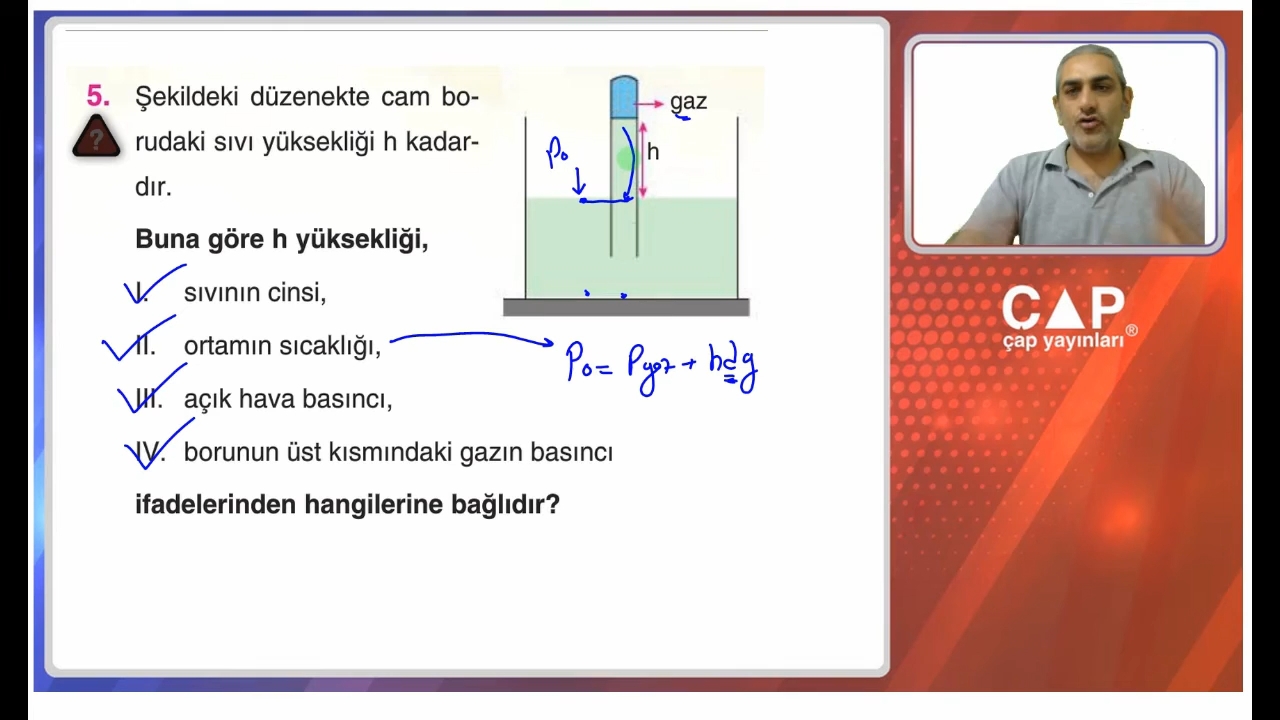 5. Şekildeki düzenekte cam bo-
rudaki sıvı yüksekliği h kadar-
dır.
Buna göre h yüksekliği,
I. sıvının cinsi,
II. ortamın sıcaklığı,
III. açık hava basıncı,
IV. borunun üst kısmındaki gazın basıncı
ifadelerinden hangilerine bağlıdır?
?
gaz
P₀
h
P₀ = Pgaz + hdg
ÇAP®
çap yayınları